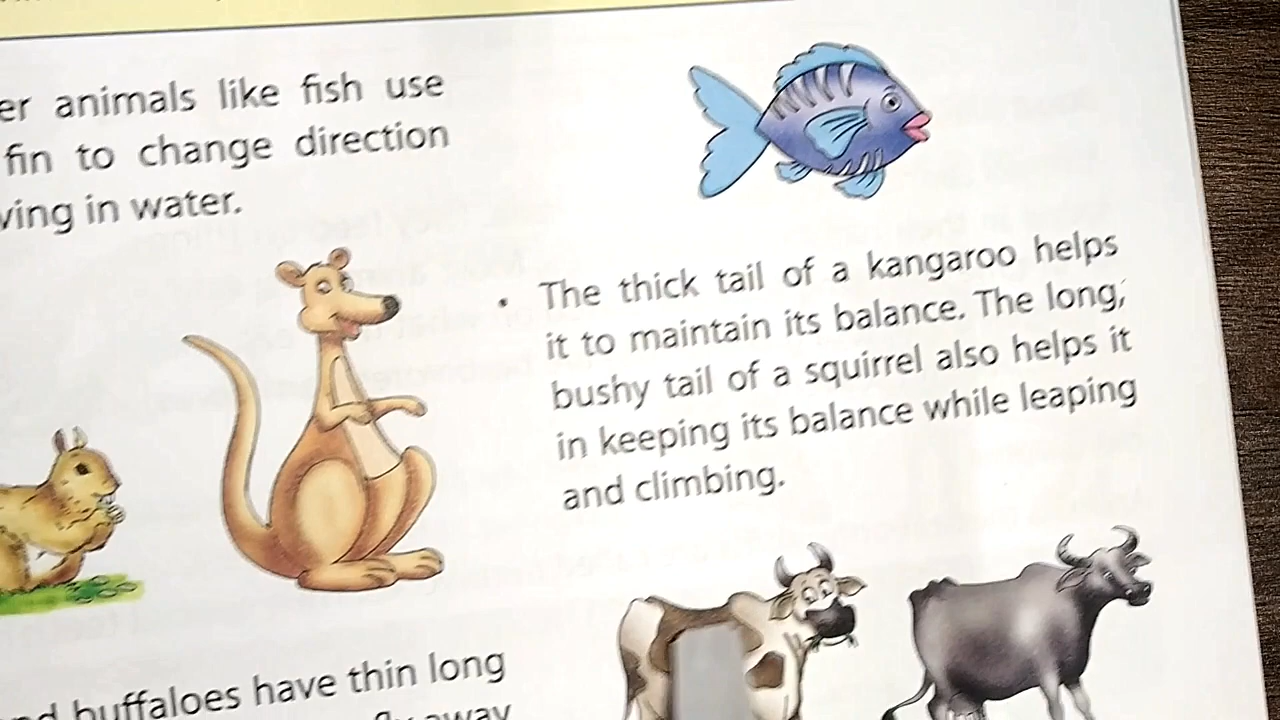 animals like fish use
fin to change direction
in water.
The thick tail of a kangaroo helps
it to maintain its balance. The long,
bushy tail of a squirrel also helps it
in keeping its balance while leaping
and climbing.
buffaloes have thin long
away